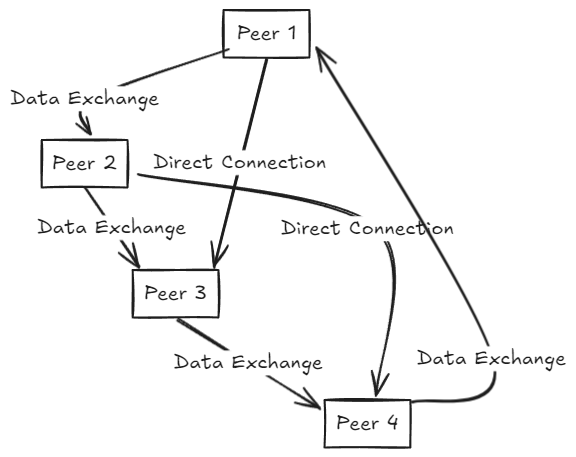 Peer 1
Data Exchange
Peer 2
Direct Connection
Data Exchange
Direct Connection
Peer 3
Data Exchange
Data Exchange
Peer 4